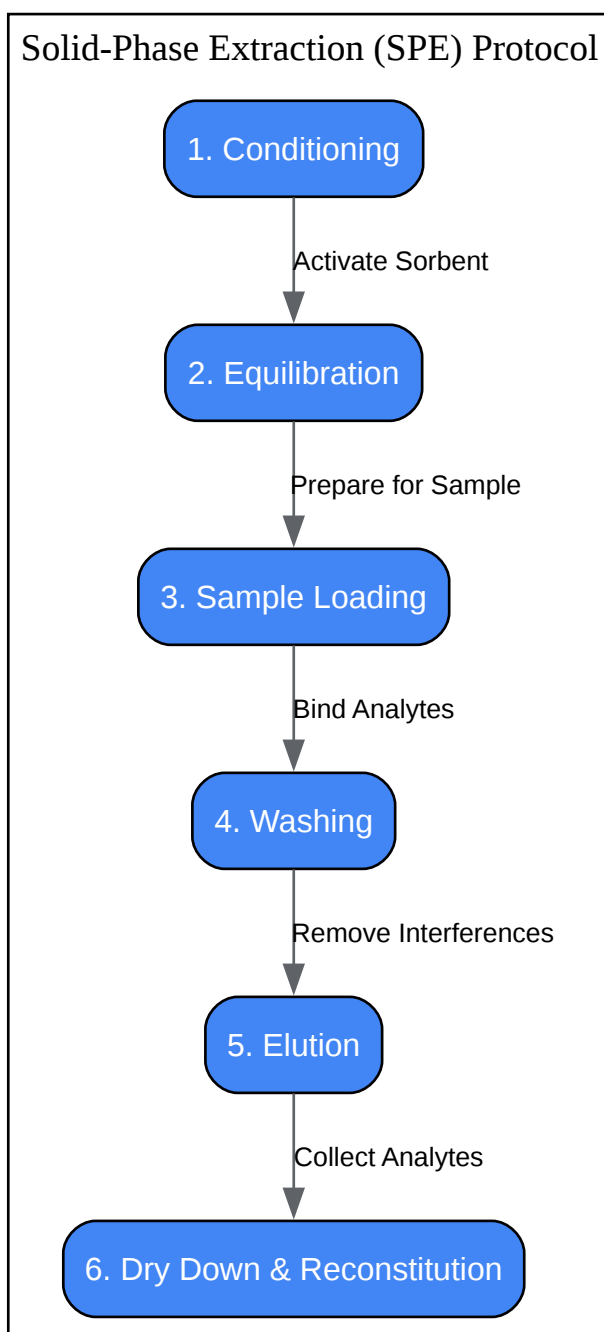 Solid-Phase Extraction (SPE) Protocol
1. Conditioning
Activate Sorbent
2. Equilibration
Prepare for Sample
3. Sample Loading
Bind Analytes
4. Washing
Remove Interferences
5. Elution
Collect Analytes
6. Dry Down & Reconstitution